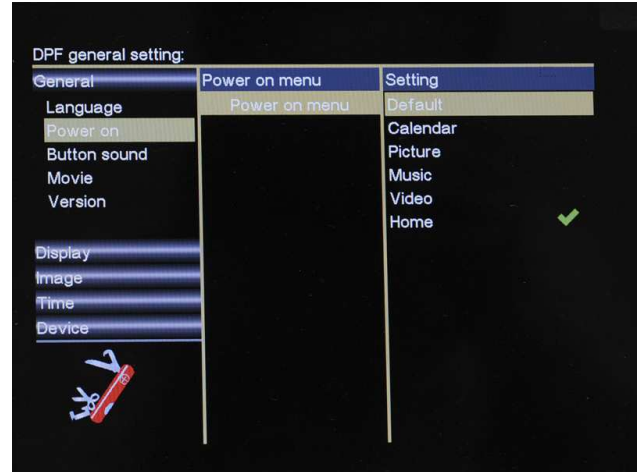 DPF general setting:
General
Language
Power on
Button sound
Movie
Version
Display
Image
Time
Device
Power on menu
Power on menu
Setting
Default
Calendar
Picture
Music
Video
Home